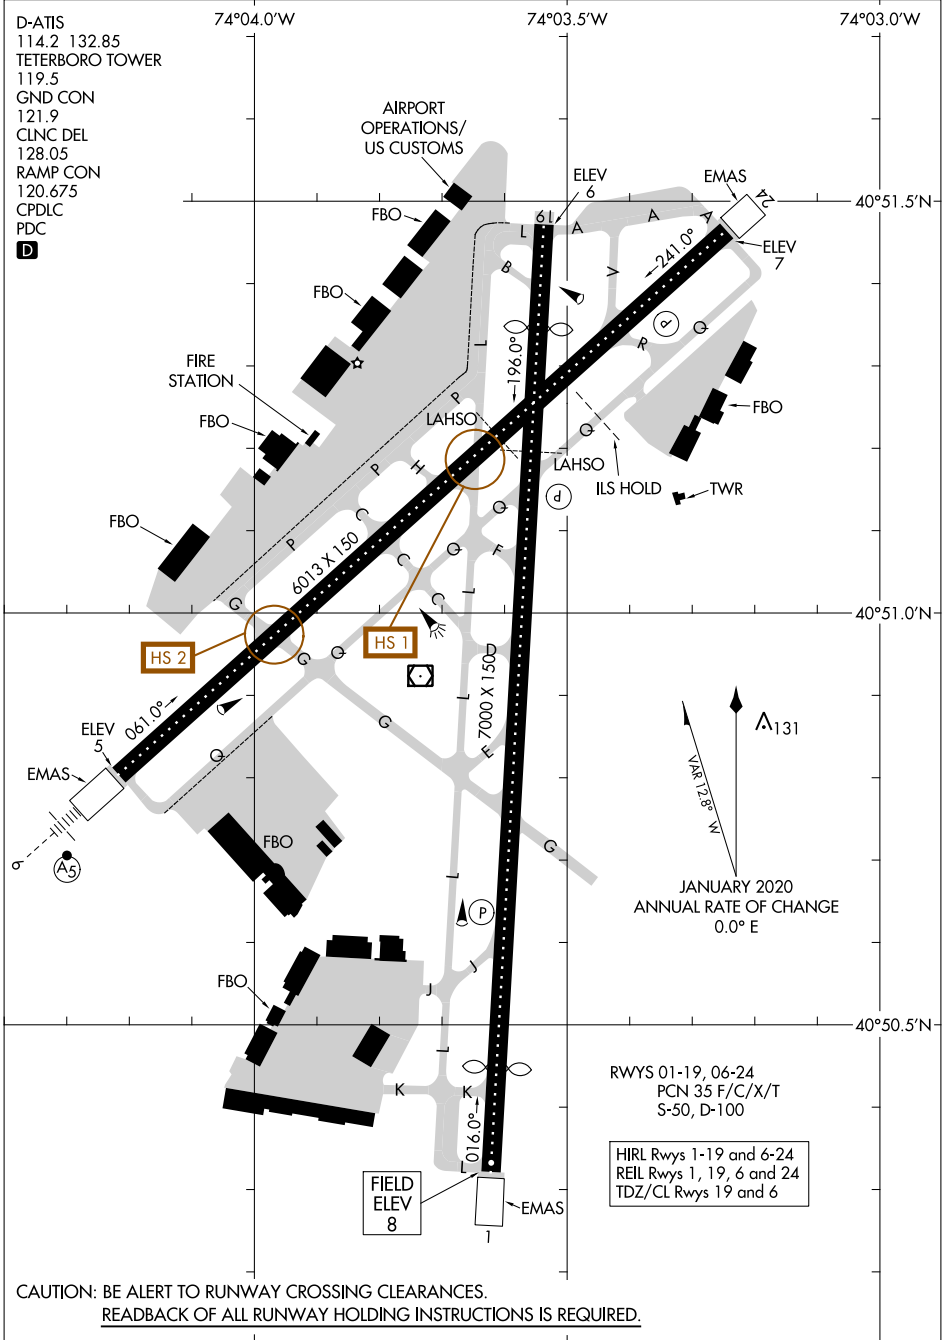 D-ATIS
114.2 132.85
TETERBORO TOWER
119.5
GND CON
121.9
CLNC DEL
128.05
RAMP CON
120.675
CPDLC
PDC
D
74°04.0'W
74°03.5'W
74°03.0'W
AIRPORT
OPERATIONS/
US CUSTOMS
ELEV
6
EMAS
24
40°51.5'N
FBO
19
L
A
A
A
ELEV
7
241.0°
B
V
FBO
P
Q
R
L
196.0°
FIRE
STATION
P
FBO
LAHSO
FBO
Q
P
H
LAHSO
ILS HOLD
P
TWR
Q
FBO
C
P
Q
F
6013 X 150
C
L
C
G
40°51.0'N
HS 2
HS 1
G
Q
D
7000 X 150
L
061.0°
G
ELEV
5
E
Q
131
VAR 12.8° W
EMAS
6
A5
FBO
G
L
JANUARY 2020
ANNUAL RATE OF CHANGE
0.0° E
P
FBO
J
J
40°50.5'N
L
K
K
RWYS 01-19, 06-24
PCN 35 F/C/X/T
S-50, D-100
016.0°
HIRL Rwys 1-19 and 6-24
REIL Rwys 1, 19, 6 and 24
TDZ/CL Rwys 19 and 6
L
FIELD
ELEV
8
EMAS
1
CAUTION: BE ALERT TO RUNWAY CROSSING CLEARANCES.
READBACK OF ALL RUNWAY HOLDING INSTRUCTIONS IS REQUIRED.